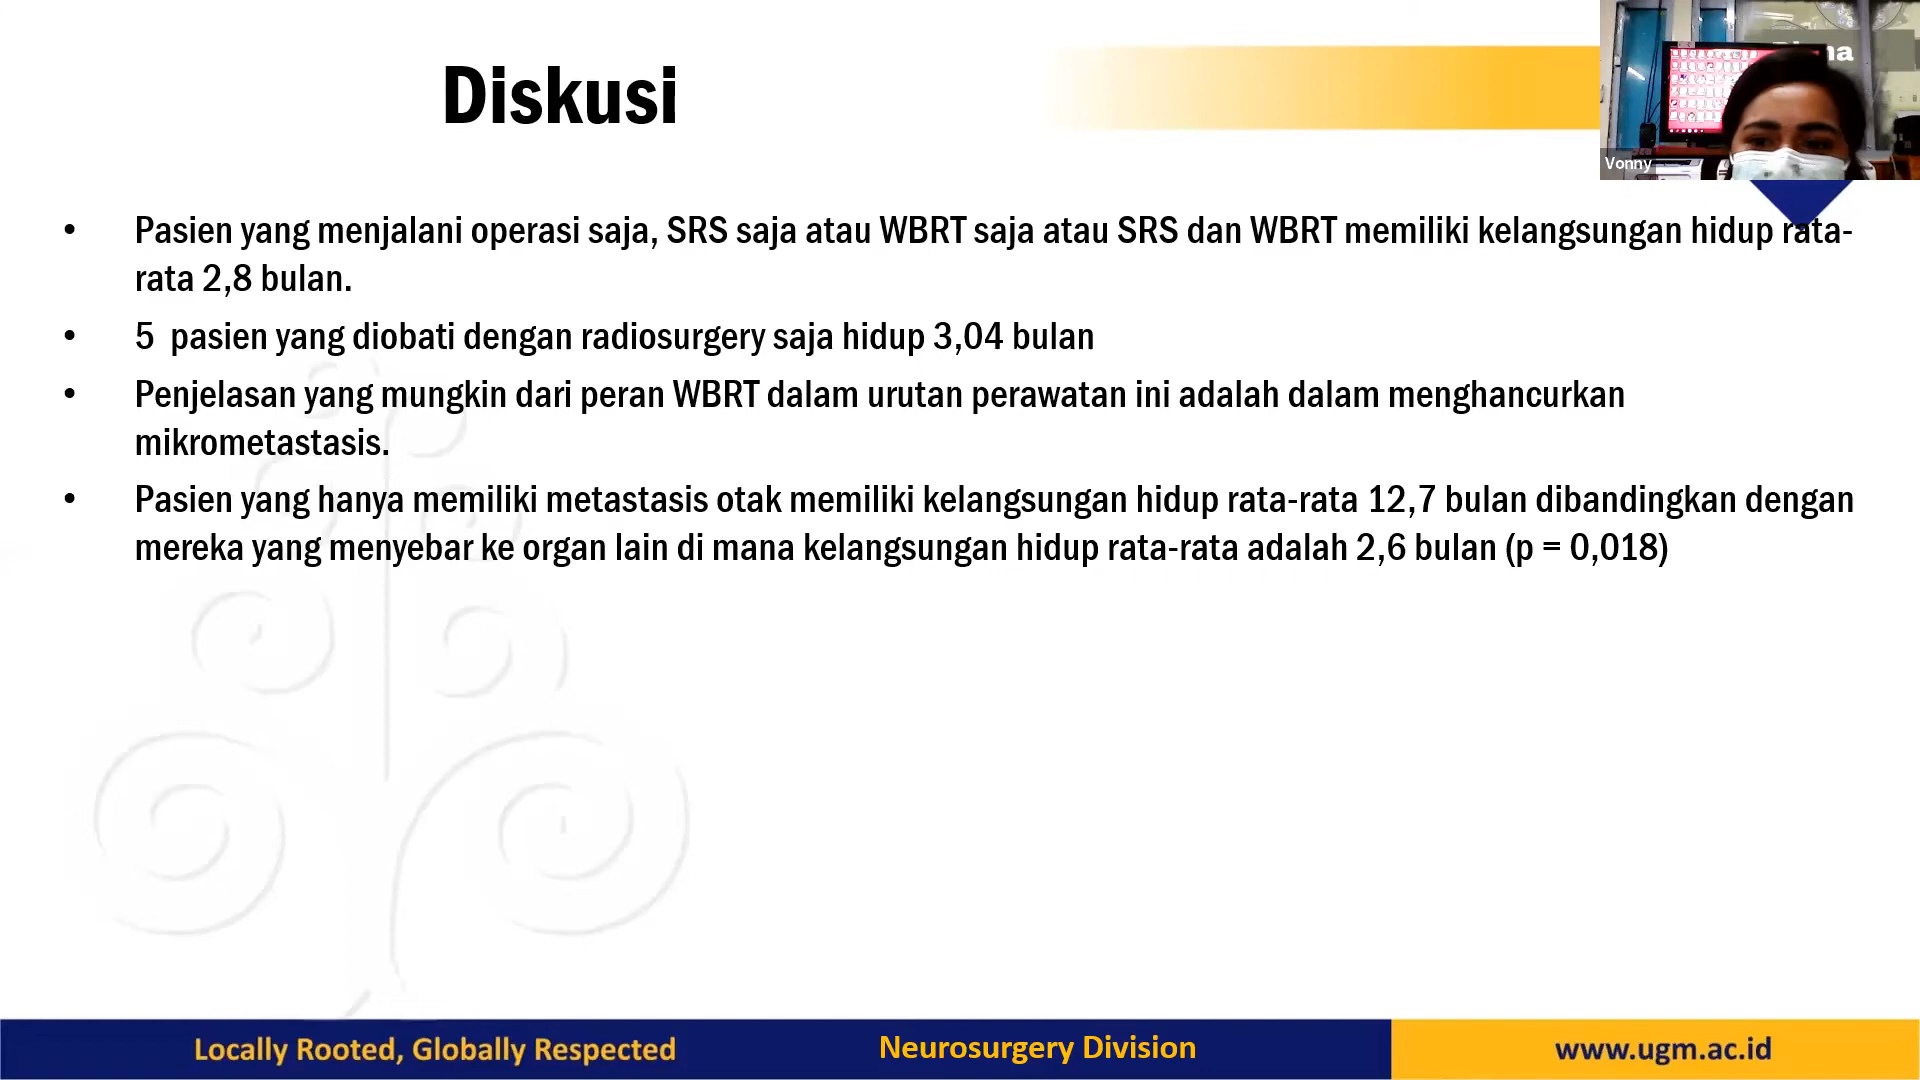 Diskusi
na
Vonny
• Pasien yang menjalani operasi saja, SRS saja atau WBRT saja atau SRS dan WBRT memiliki kelangsungan hidup rata-
rata 2,8 bulan.
• 5 pasien yang diobati dengan radiosurgery saja hidup 3,04 bulan
• Penjelasan yang mungkin dari peran WBRT dalam urutan perawatan ini adalah dalam menghancurkan
mikrometastasis.
• Pasien yang hanya memiliki metastasis otak memiliki kelangsungan hidup rata-rata 12,7 bulan dibandingkan dengan
mereka yang menyebar ke organ lain di mana kelangsungan hidup rata-rata adalah 2,6 bulan (p = 0,018)
Locally Rooted, Globally Respected
Neurosurgery Division
www.ugm.ac.id